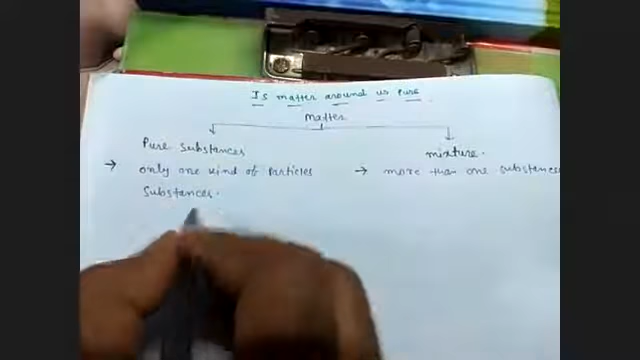 Is matter around us Pure
matter
Pure Substances
mixture.
→ only one kind of Particles
Substances.
→ more than one substances